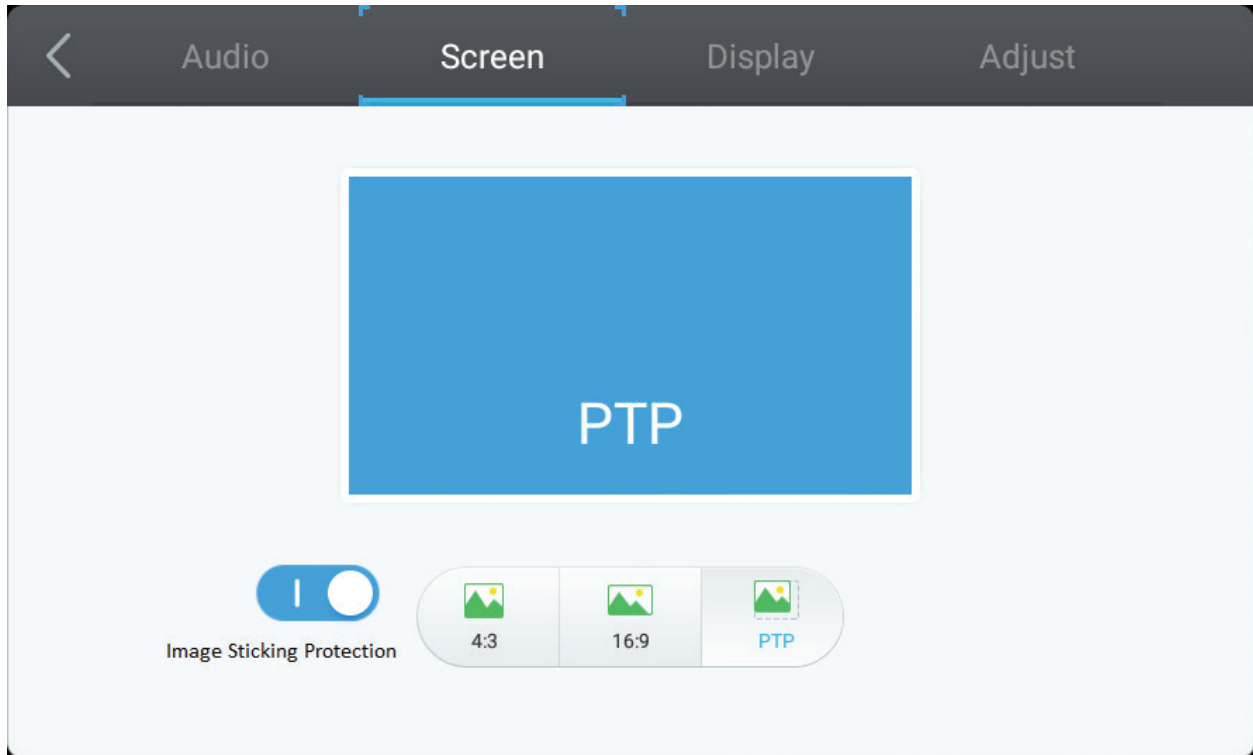 Audio Screen Display Adjust
PTP
Image Sticking Protection
4:3 16:9 PTP